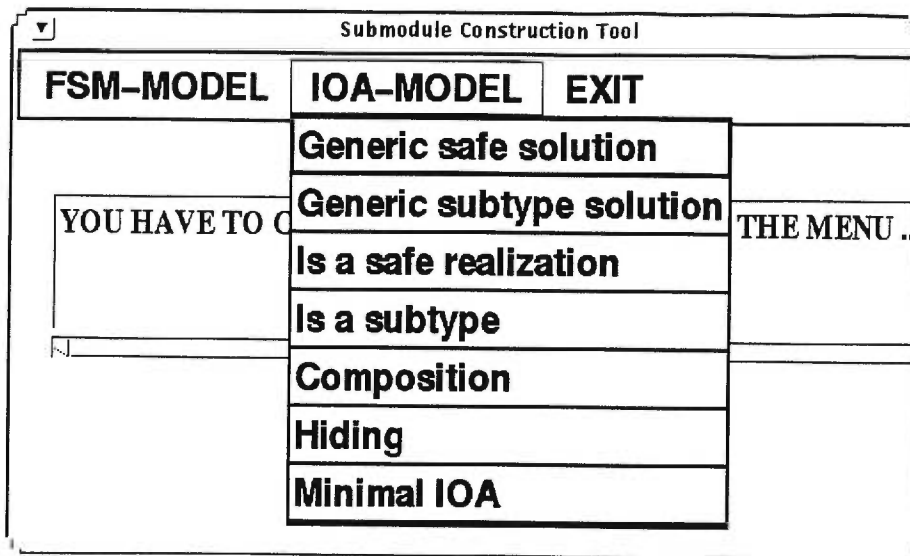 Submodule Construction Tool
FSM–MODEL IOA–MODEL EXIT
Generic safe solution
Generic subtype solution
YOU HAVE TO C THE MENU ..
Is a safe realization
Is a subtype
Composition
Hiding
Minimal IOA